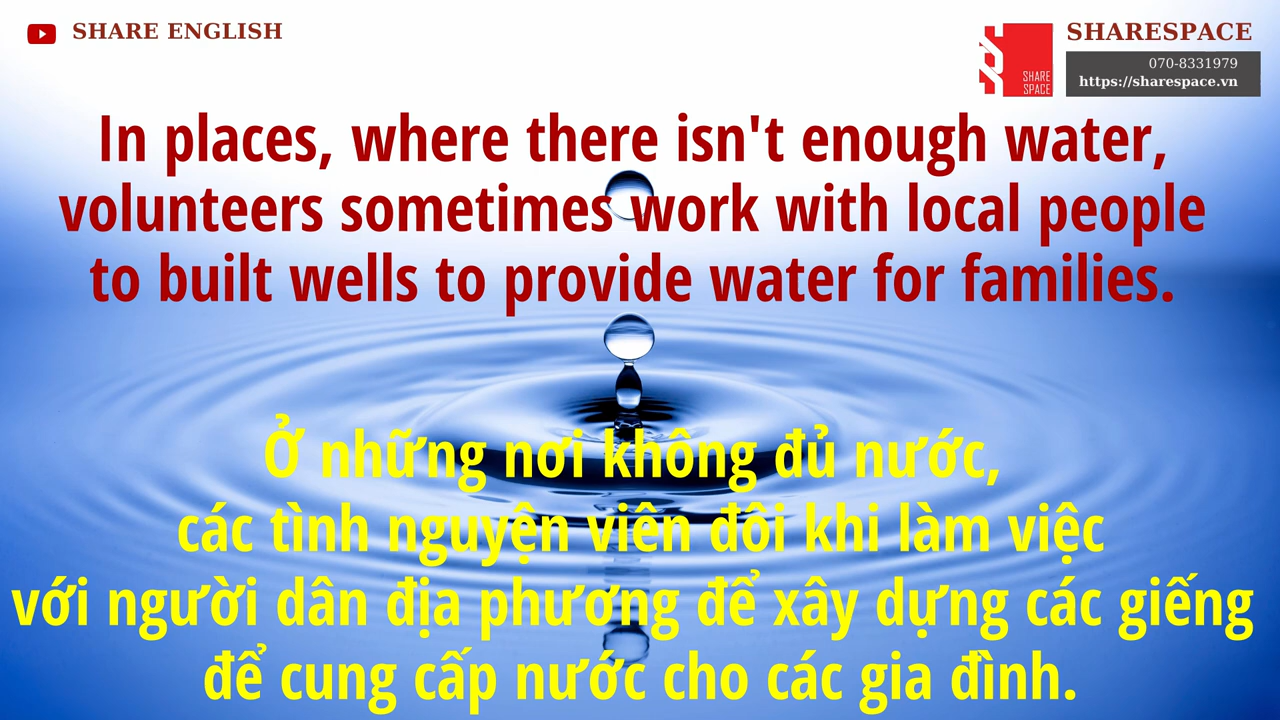 SHARE ENGLISH
SHARESPACE
070-8331979
https://sharespace.vn
SHARE
SPACE
In places, where there isn't enough water,
volunteers sometimes work with local people
to built wells to provide water for families.
Ở những nơi không đủ nước,
các tình nguyện viên đôi khi làm việc
với người dân địa phương để xây dựng các giếng
để cung cấp nước cho các gia đình.